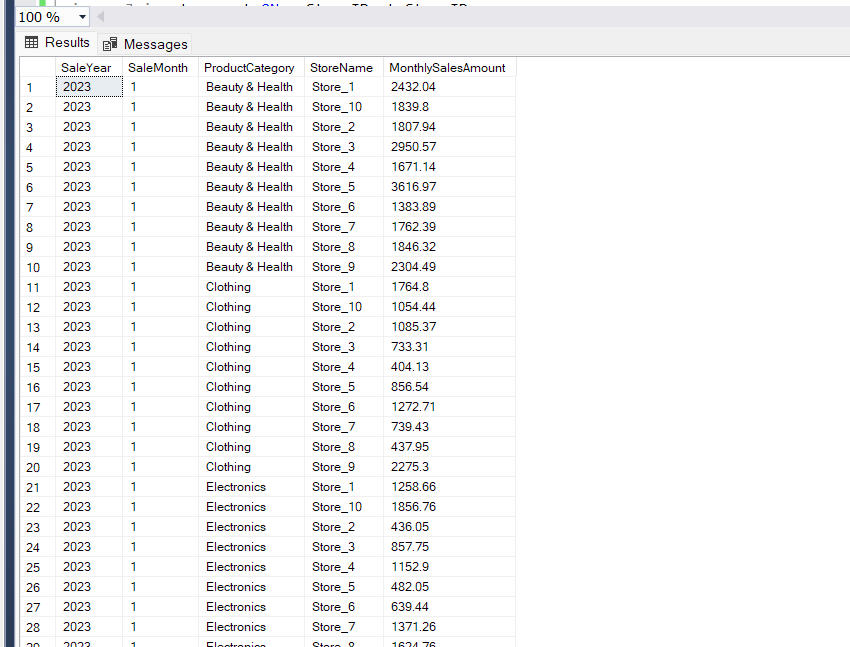 100 %
Results Messages
SaleYear SaleMonth ProductCategory StoreName MonthlySalesAmount
1 2023 1 Beauty & Health Store_1 2432.04
2 2023 1 Beauty & Health Store_10 1839.8
3 2023 1 Beauty & Health Store_2 1807.94
4 2023 1 Beauty & Health Store_3 2950.57
5 2023 1 Beauty & Health Store_4 1671.14
6 2023 1 Beauty & Health Store_5 3616.97
7 2023 1 Beauty & Health Store_6 1383.89
8 2023 1 Beauty & Health Store_7 1762.39
9 2023 1 Beauty & Health Store_8 1846.32
10 2023 1 Beauty & Health Store_9 2304.49
11 2023 1 Clothing Store_1 1764.8
12 2023 1 Clothing Store_10 1054.44
13 2023 1 Clothing Store_2 1085.37
14 2023 1 Clothing Store_3 733.31
15 2023 1 Clothing Store_4 404.13
16 2023 1 Clothing Store_5 856.54
17 2023 1 Clothing Store_6 1272.71
18 2023 1 Clothing Store_7 739.43
19 2023 1 Clothing Store_8 437.95
20 2023 1 Clothing Store_9 2275.3
21 2023 1 Electronics Store_1 1258.66
22 2023 1 Electronics Store_10 1856.76
23 2023 1 Electronics Store_2 436.05
24 2023 1 Electronics Store_3 857.75
25 2023 1 Electronics Store_4 1152.9
26 2023 1 Electronics Store_5 482.05
27 2023 1 Electronics Store_6 639.44
28 2023 1 Electronics Store_7 1371.26
29 2023 1 Electronics Store_8 1624.76